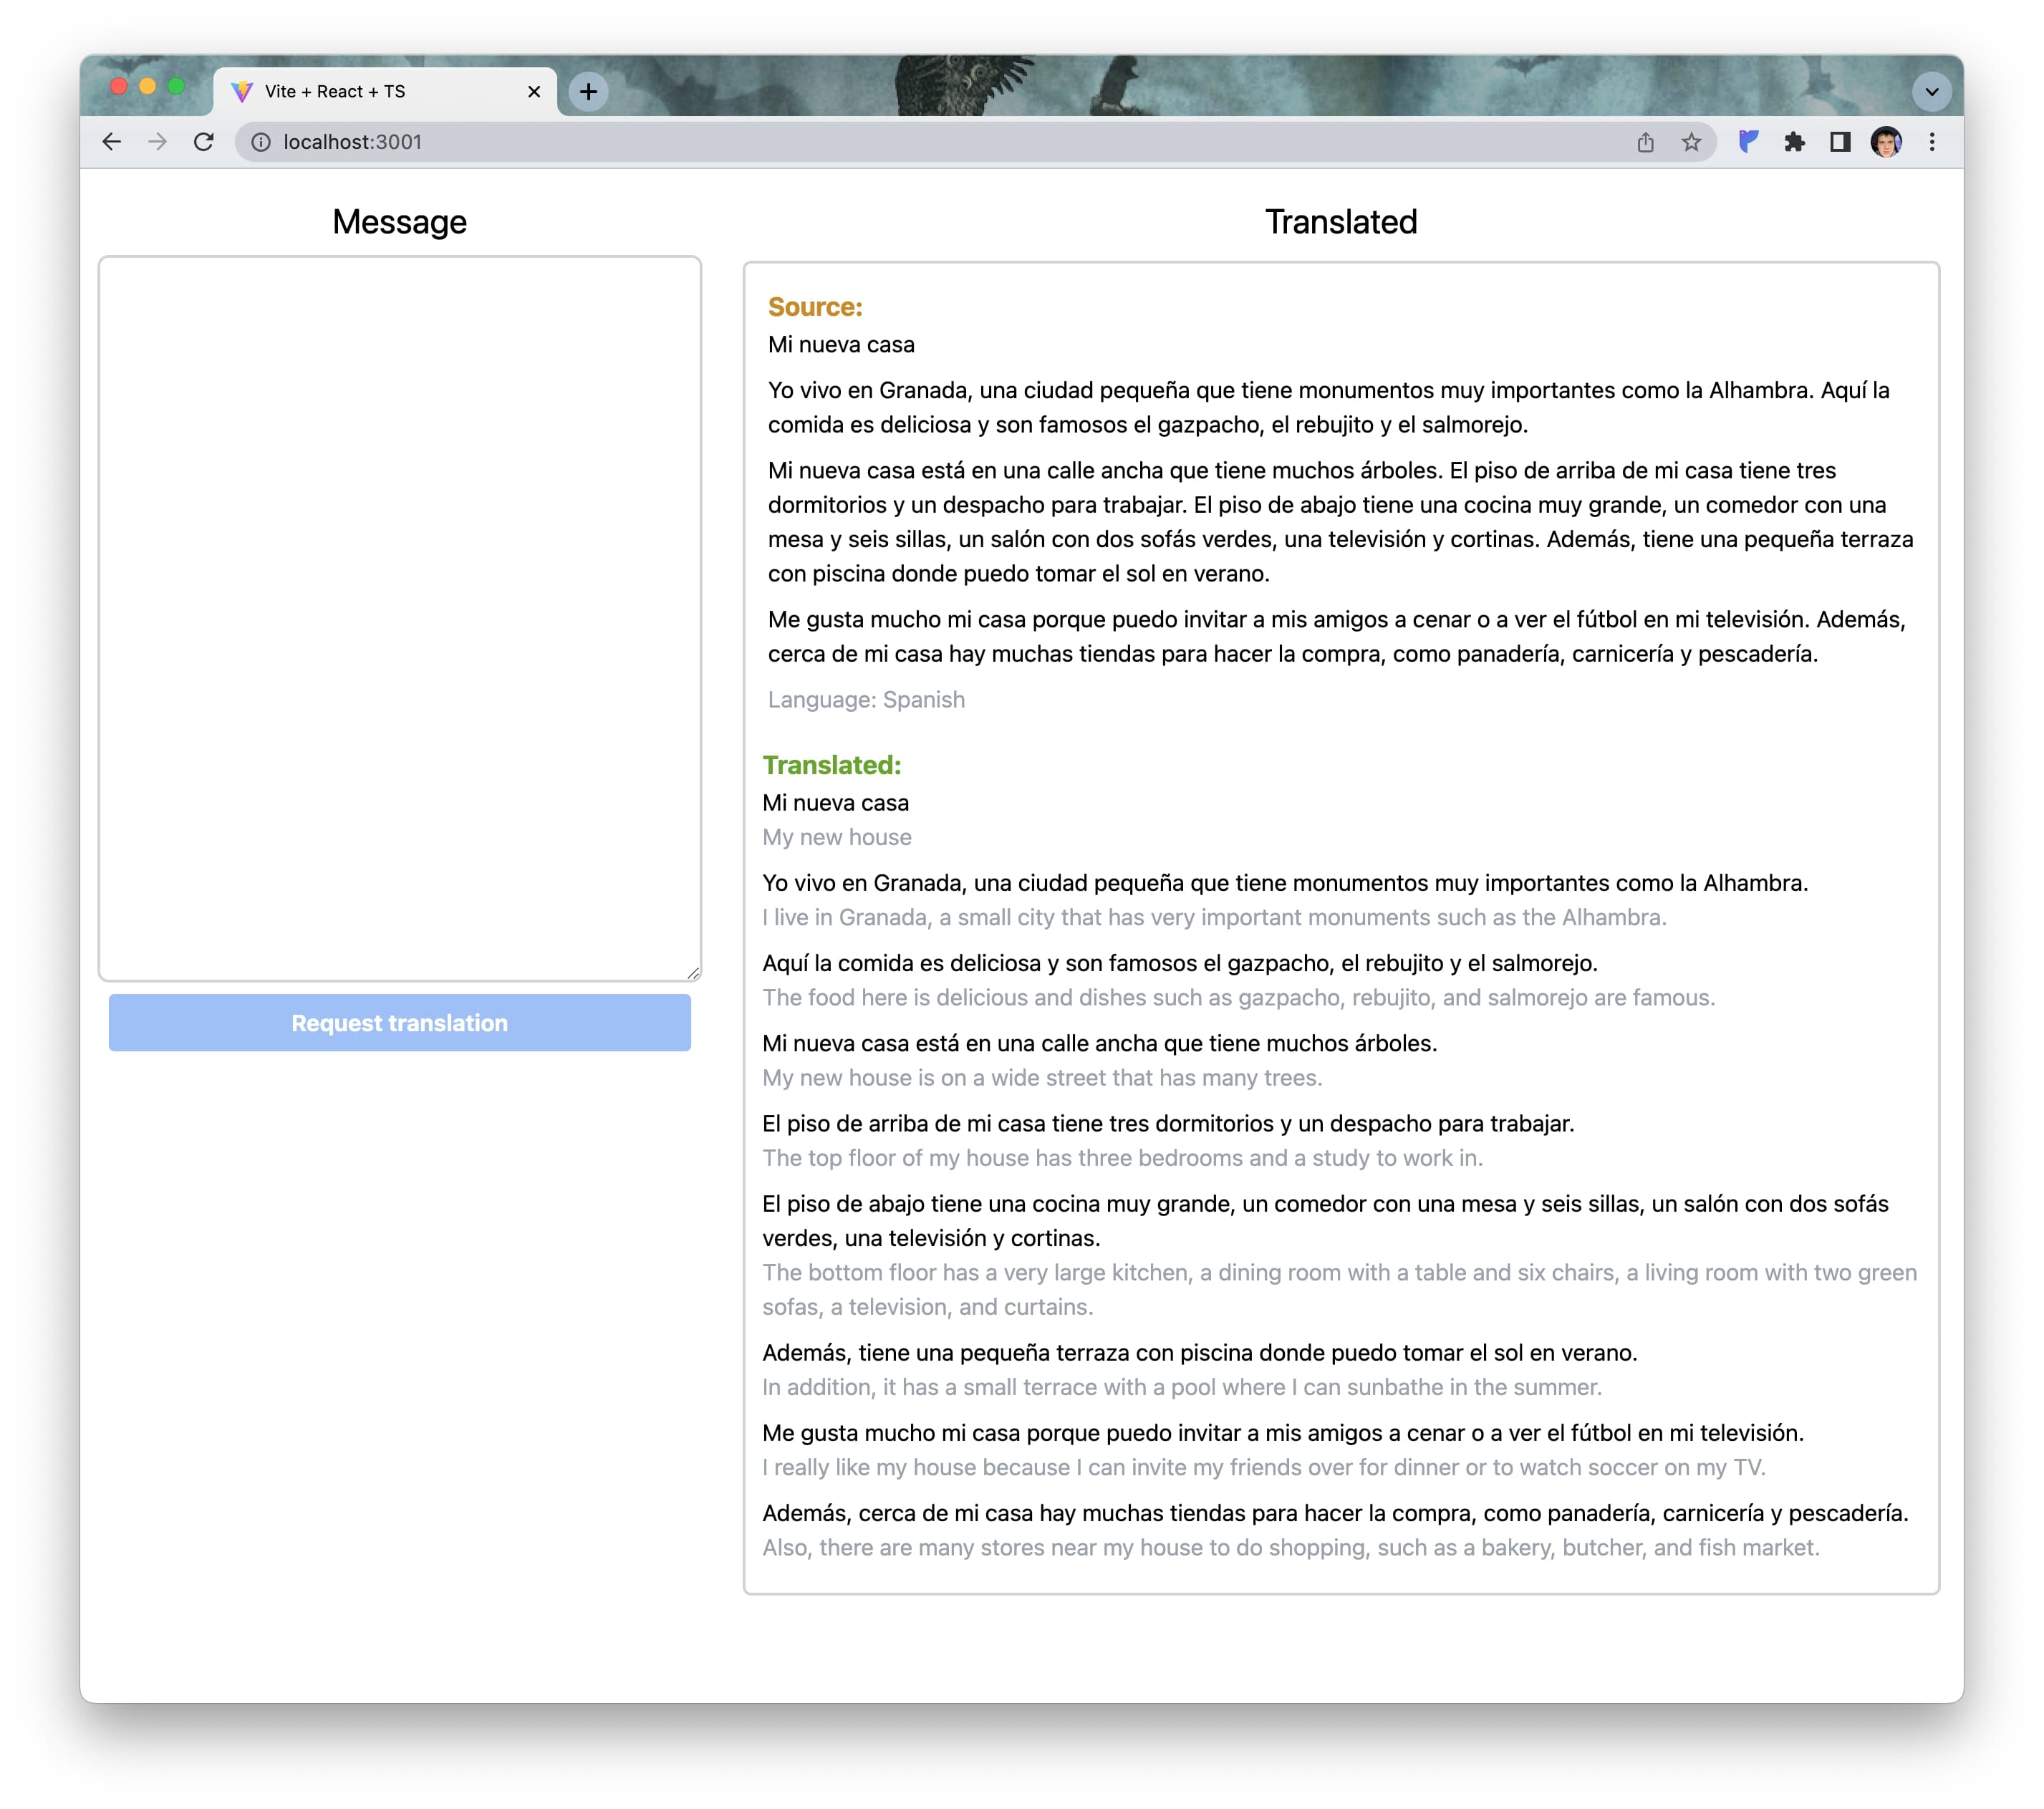 Vite + React + TS
localhost:3001
Message
Request translation
Translated
Source:
Mi nueva casa
Yo vivo en Granada, una ciudad pequeña que tiene monumentos muy importantes como la Alhambra. Aquí la
comida es deliciosa y son famosos el gazpacho, el rebujito y el salmorejo.
Mi nueva casa está en una calle ancha que tiene muchos árboles. El piso de arriba de mi casa tiene tres
dormitorios y un despacho para trabajar. El piso de abajo tiene una cocina muy grande, un comedor con una
mesa y seis sillas, un salón con dos sofás verdes, una televisión y cortinas. Además, tiene una pequeña terraza
con piscina donde puedo tomar el sol en verano.
Me gusta mucho mi casa porque puedo invitar a mis amigos a cenar o a ver el fútbol en mi televisión. Además,
cerca de mi casa hay muchas tiendas para hacer la compra, como panadería, carnicería y pescadería.
Language: Spanish
Translated:
Mi nueva casa
My new house
Yo vivo en Granada, una ciudad pequeña que tiene monumentos muy importantes como la Alhambra.
I live in Granada, a small city that has very important monuments such as the Alhambra.
Aquí la comida es deliciosa y son famosos el gazpacho, el rebujito y el salmorejo.
The food here is delicious and dishes such as gazpacho, rebujito, and salmorejo are famous.
Mi nueva casa está en una calle ancha que tiene muchos árboles.
My new house is on a wide street that has many trees.
El piso de arriba de mi casa tiene tres dormitorios y un despacho para trabajar.
The top floor of my house has three bedrooms and a study to work in.
El piso de abajo tiene una cocina muy grande, un comedor con una mesa y seis sillas, un salón con dos sofás
verdes, una televisión y cortinas.
The bottom floor has a very large kitchen, a dining room with a table and six chairs, a living room with two green
sofas, a television, and curtains.
Además, tiene una pequeña terraza con piscina donde puedo tomar el sol en verano.
In addition, it has a small terrace with a pool where I can sunbathe in the summer.
Me gusta mucho mi casa porque puedo invitar a mis amigos a cenar o a ver el fútbol en mi televisión.
I really like my house because I can invite my friends over for dinner or to watch soccer on my TV.
Además, cerca de mi casa hay muchas tiendas para hacer la compra, como panadería, carnicería y pescadería.
Also, there are many stores near my house to do shopping, such as a bakery, butcher, and fish market.